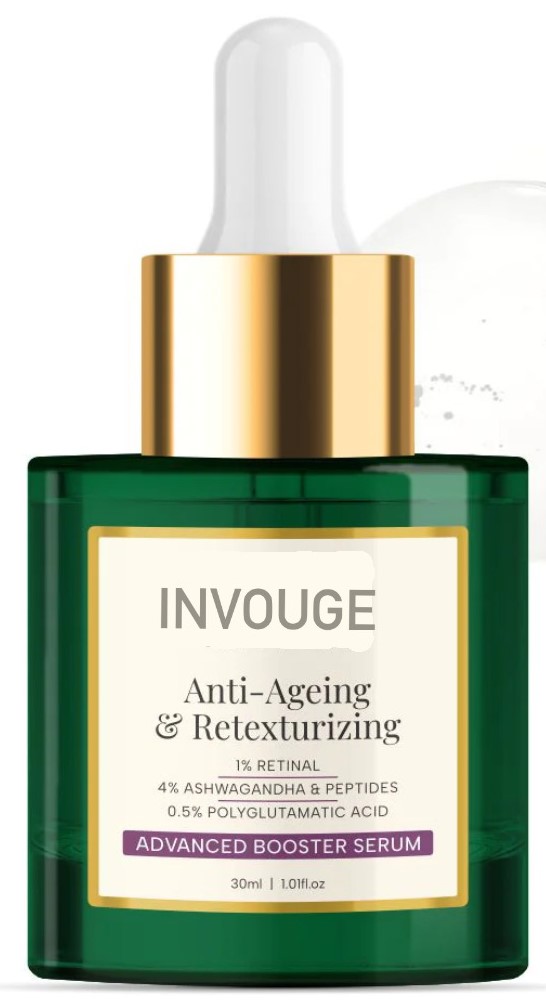 INVOUGE
Anti-Ageing
& Retexturizing
1% RETINAL
4% ASHWAGANDHA & PEPTIDES
0.5% POLYGLUTAMATIC ACID
ADVANCED BOOSTER SERUM
30ml | 1.01fl.oz